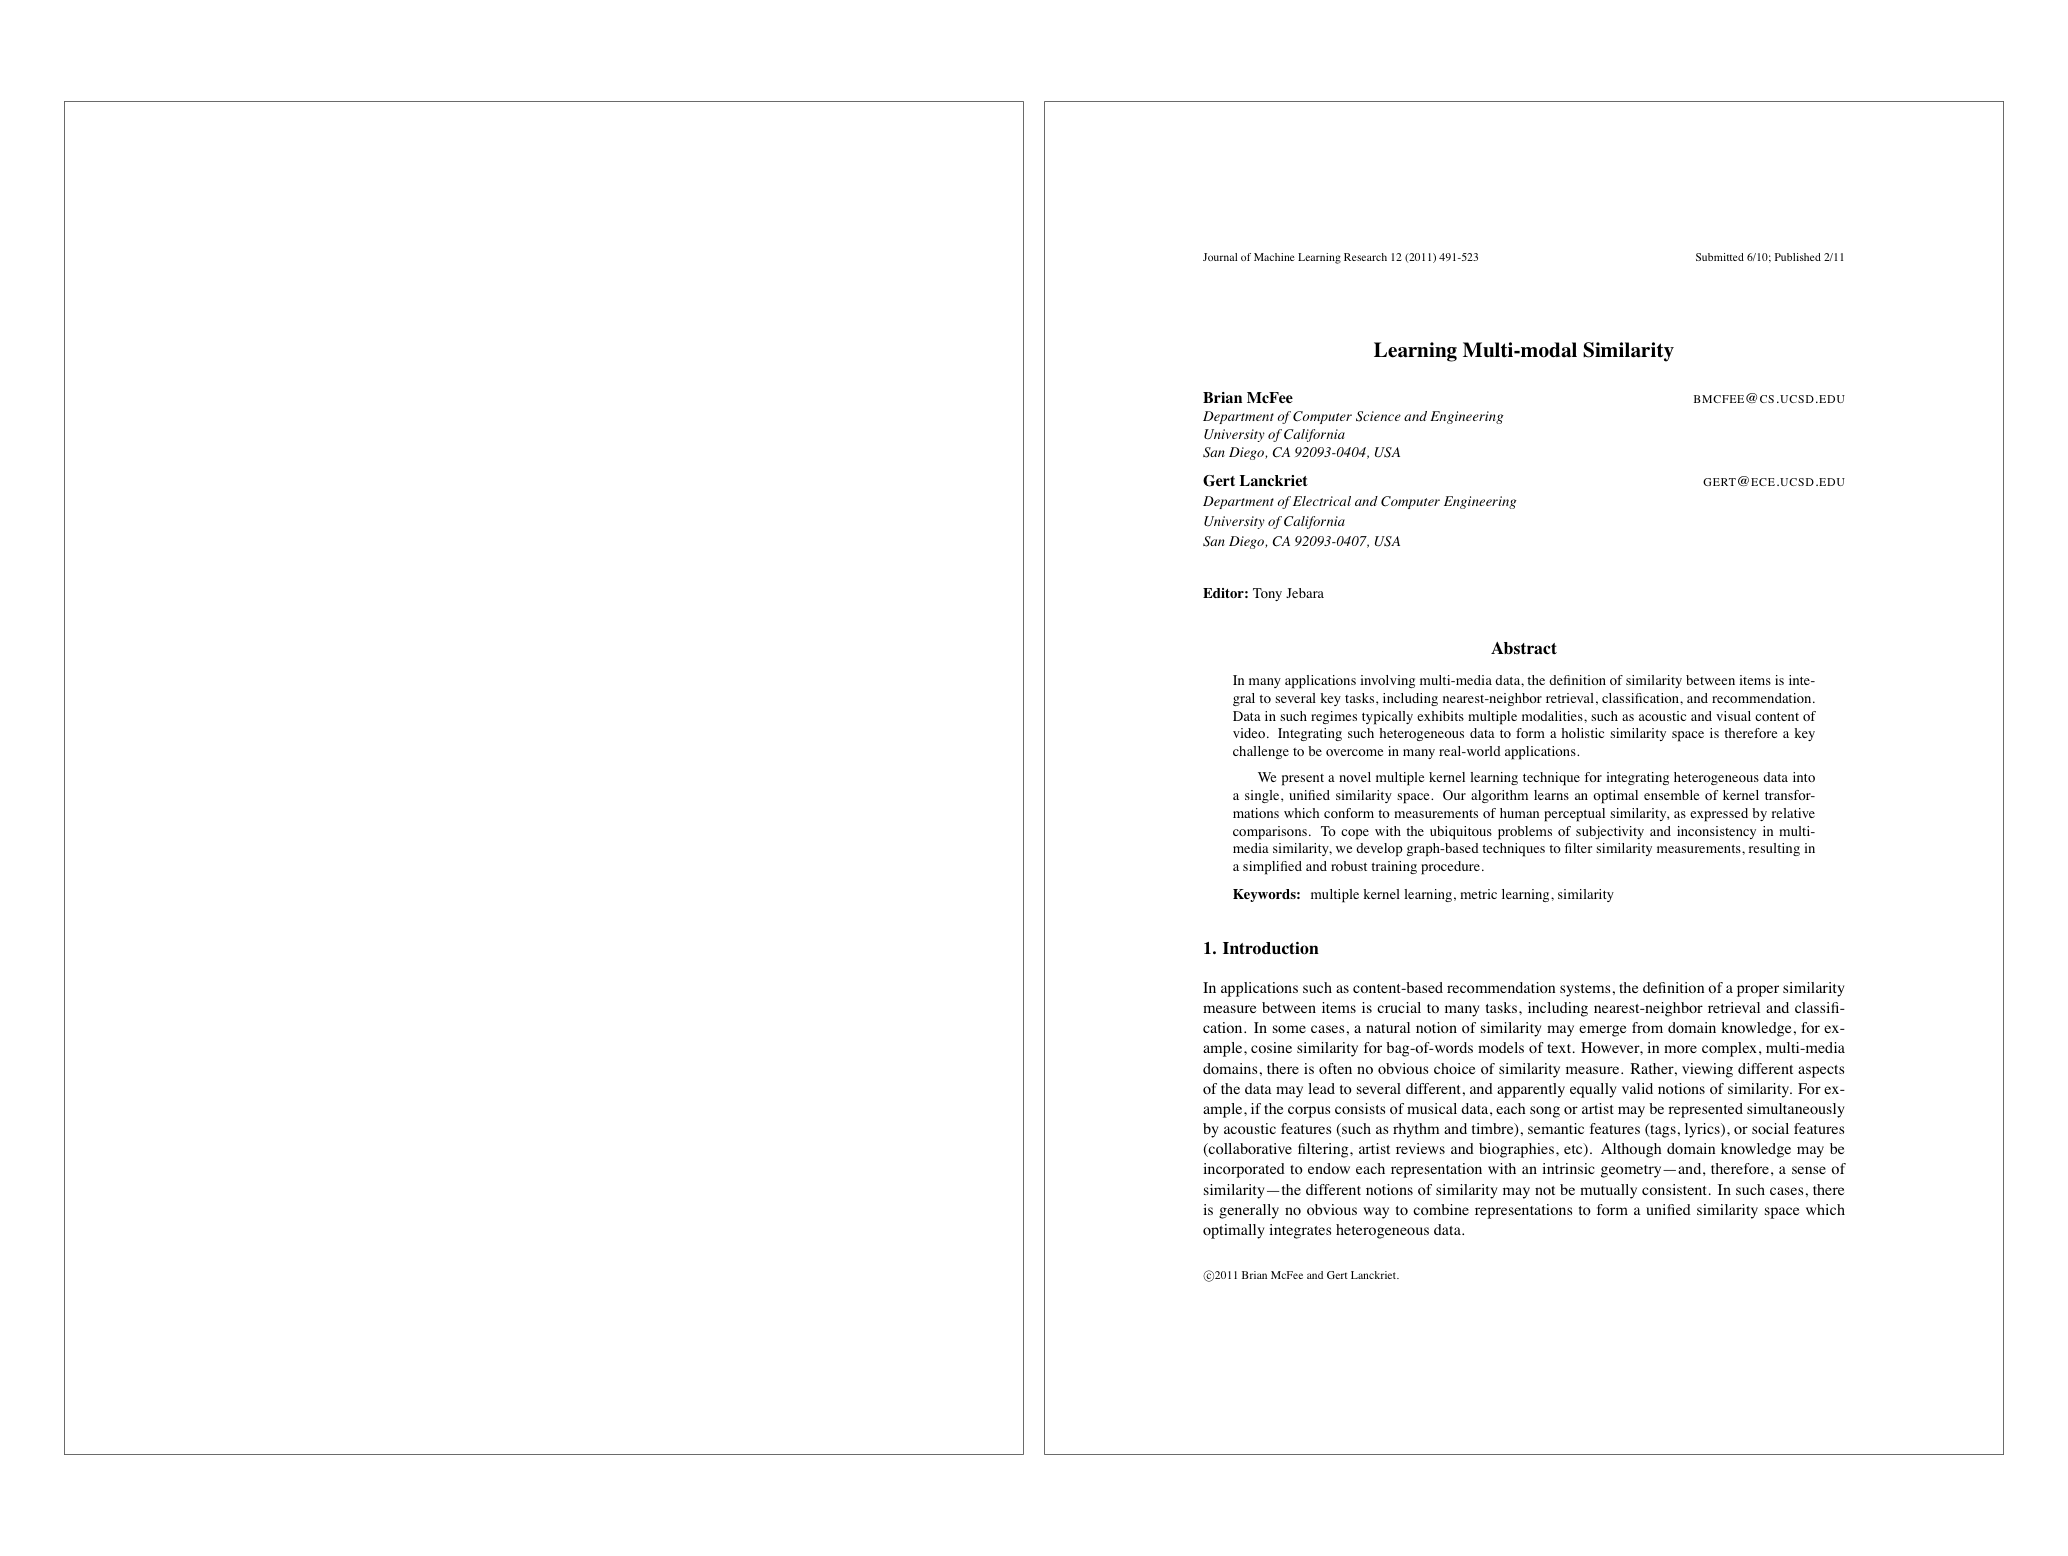 Journal of Machine Learning Research 12 (2011) 491-523 Submitted 6/10; Published 2/11
Learning Multi-modal Similarity
Brian McFee BMCFEE@CS.UCSD.EDU
Department of Computer Science and Engineering
University of California
San Diego, CA 92093-0404, USA
Gert Lanckriet GERT@ECE.UCSD.EDU
Department of Electrical and Computer Engineering
University of California
San Diego, CA 92093-0407, USA
Editor: Tony Jebara
Abstract
In many applications involving multi-media data, the definition of similarity between items is inte-
gral to several key tasks, including nearest-neighbor retrieval, classification, and recommendation.
Data in such regimes typically exhibits multiple modalities, such as acoustic and visual content of
video. Integrating such heterogeneous data to form a holistic similarity space is therefore a key
challenge to be overcome in many real-world applications.
We present a novel multiple kernel learning technique for integrating heterogeneous data into
a single, unified similarity space. Our algorithm learns an optimal ensemble of kernel transfor-
mations which conform to measurements of human perceptual similarity, as expressed by relative
comparisons. To cope with the ubiquitous problems of subjectivity and inconsistency in multi-
media similarity, we develop graph-based techniques to filter similarity measurements, resulting in
a simplified and robust training procedure.
Keywords: multiple kernel learning, metric learning, similarity
1. Introduction
In applications such as content-based recommendation systems, the definition of a proper similarity
measure between items is crucial to many tasks, including nearest-neighbor retrieval and classifi-
cation. In some cases, a natural notion of similarity may emerge from domain knowledge, for ex-
ample, cosine similarity for bag-of-words models of text. However, in more complex, multi-media
domains, there is often no obvious choice of similarity measure. Rather, viewing different aspects
of the data may lead to several different, and apparently equally valid notions of similarity. For ex-
ample, if the corpus consists of musical data, each song or artist may be represented simultaneously
by acoustic features (such as rhythm and timbre), semantic features (tags, lyrics), or social features
(collaborative filtering, artist reviews and biographies, etc). Although domain knowledge may be
incorporated to endow each representation with an intrinsic geometry—and, therefore, a sense of
similarity—the different notions of similarity may not be mutually consistent. In such cases, there
is generally no obvious way to combine representations to form a unified similarity space which
optimally integrates heterogeneous data.
©2011 Brian McFee and Gert Lanckriet.